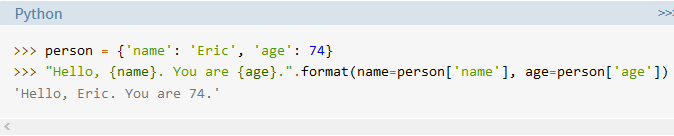 Python >>>
>>> person = {'name': 'Eric', 'age': 74}
>>> "Hello, {name}. You are {age}.".format(name=person['name'], age=person['age'])
'Hello, Eric. You are 74.'